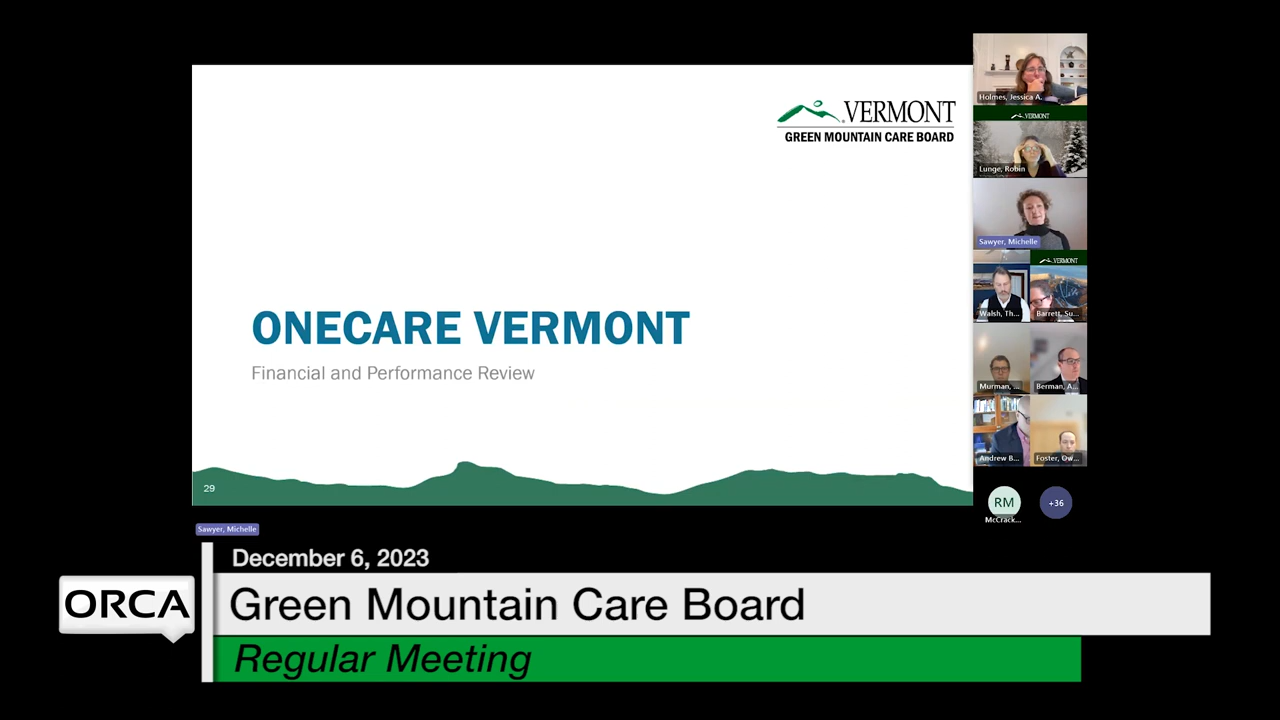 VERMONT
GREEN MOUNTAIN CARE BOARD
ONECARE VERMONT
Financial and Performance Review
29
Sawyer, Michelle
Holmes, Jessica A.
VERMONT
Lunge, Robin
Sawyer, Michelle
VERMONT
Walsh, Th...
Barrett, Su...
Murman, ...
Berman, A...
Andrew B...
Foster, Ow...
RM
+36
McCrack...
December 6, 2023
ORCA
Green Mountain Care Board
Regular Meeting